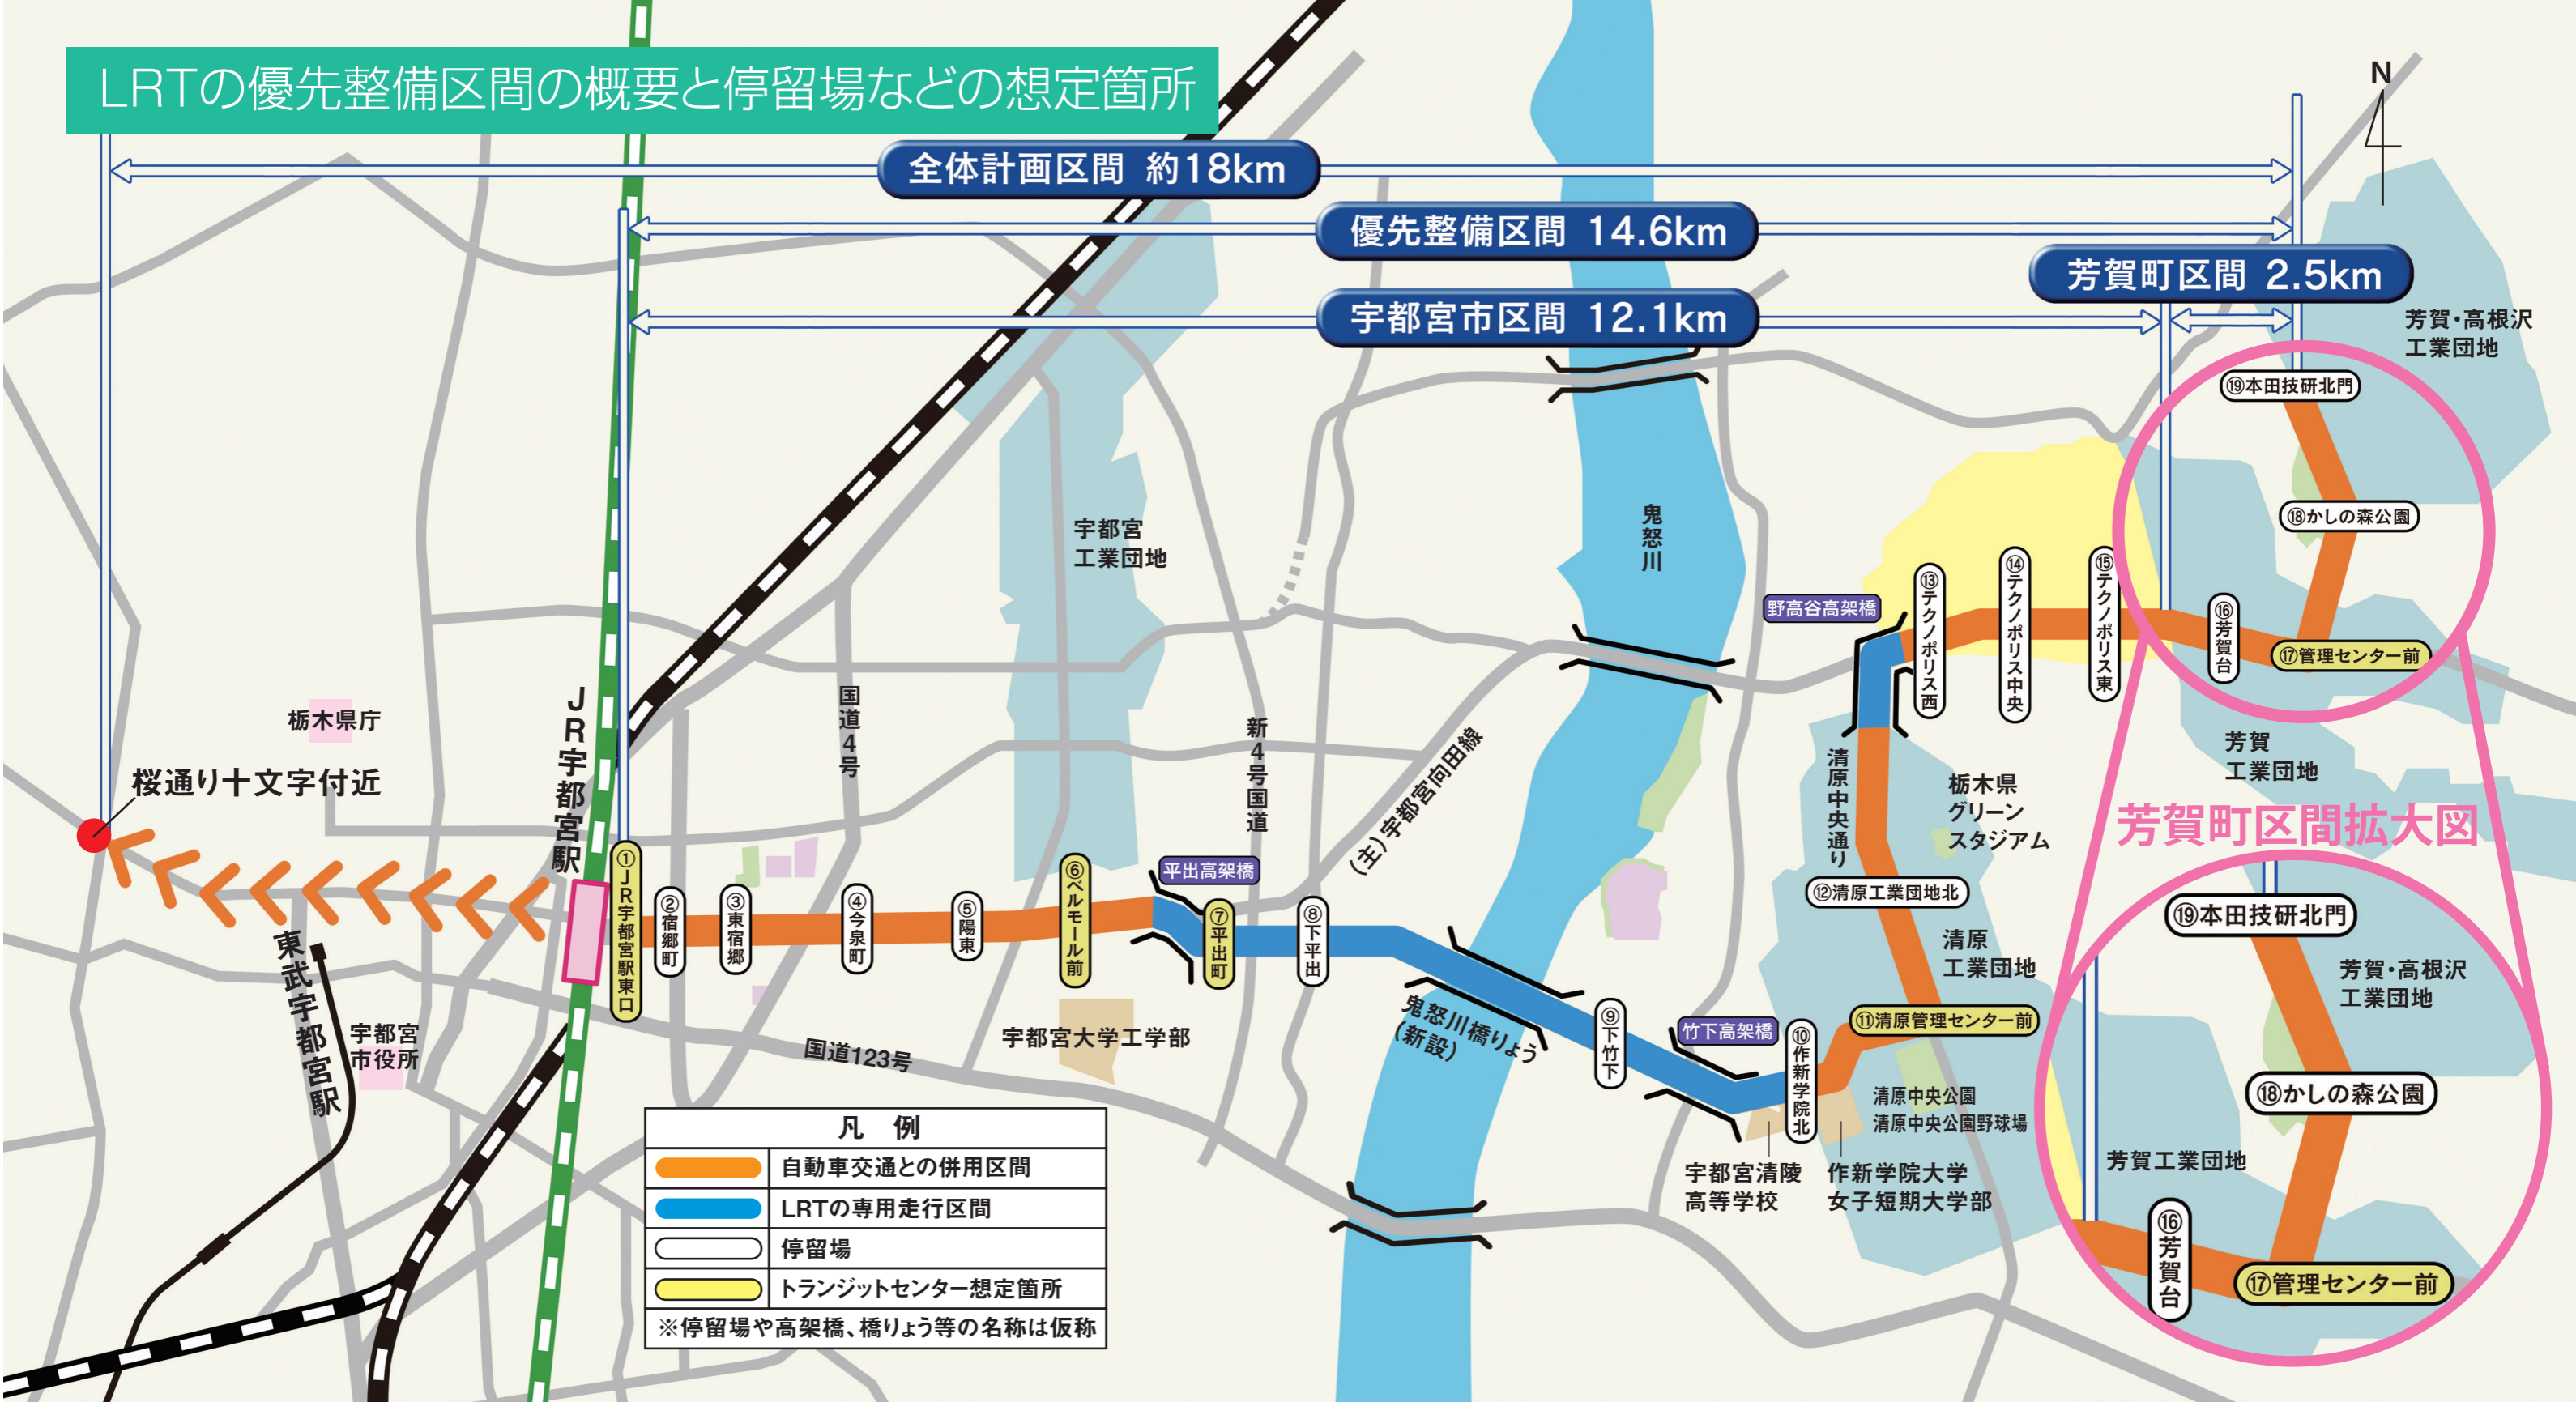 LRTの優先整備区間の概要と停留場などの想定箇所
N
全体計画区間 約18km
優先整備区間 14.6km
芳賀町区間 2.5km
宇都宮市区間 12.1km
芳賀・高根沢
工業団地
⑲本田技研北門
⑱かしの森公園
宇都宮
工業団地
鬼怒川
野高谷高架橋
⑬テクノポリス西
⑭テクノポリス中央
⑮テクノポリス東
⑯芳賀台
⑰管理センター前
栃木県庁
JR宇都宮駅
国道4号
新4号国道
(主)宇都宮向田線
清原中央通り
栃木県
グリーン
スタジアム
芳賀
工業団地
桜通り十文字付近
芳賀町区間拡大図
①JR宇都宮駅東口
②宿郷町
③東宿郷
④今泉町
⑤陽東
⑥ベルモール前
平出高架橋
⑦平出町
⑧下平出
⑫清原工業団地北
清原
工業団地
東武宇都宮駅
宇都宮
市役所
国道123号
宇都宮大学工学部
鬼怒川橋りょう
(新設)
⑨下竹下
竹下高架橋
⑩作新学院北
⑪清原管理センター前
清原中央公園
清原中央公園野球場
宇都宮清陵
高等学校
作新学院大学
女子短期大学部
⑲本田技研北門
芳賀・高根沢
工業団地
⑱かしの森公園
芳賀工業団地
⑯芳賀台
⑰管理センター前
凡 例
自動車交通との併用区間
LRTの専用走行区間
停留場
トランジットセンター想定箇所
※停留場や高架橋、橋りょう等の名称は仮称